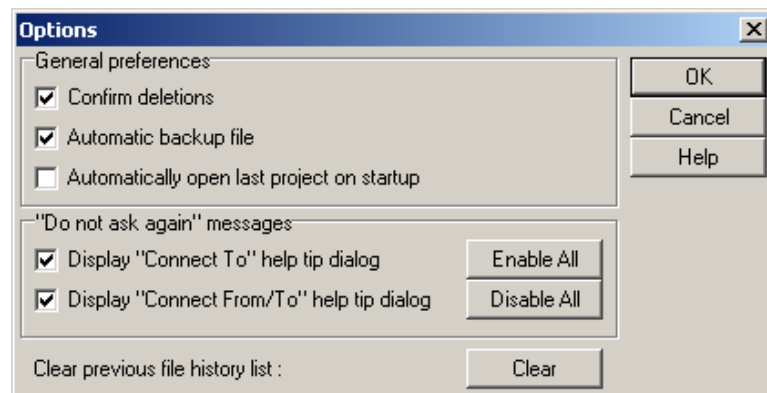 Options
General preferences
Confirm deletions
Automatic backup file
Automatically open last project on startup
OK
Cancel
Help
"Do not ask again" messages
Display "Connect To" help tip dialog
Enable All
Display "Connect From/To" help tip dialog
Disable All
Clear previous file history list :
Clear